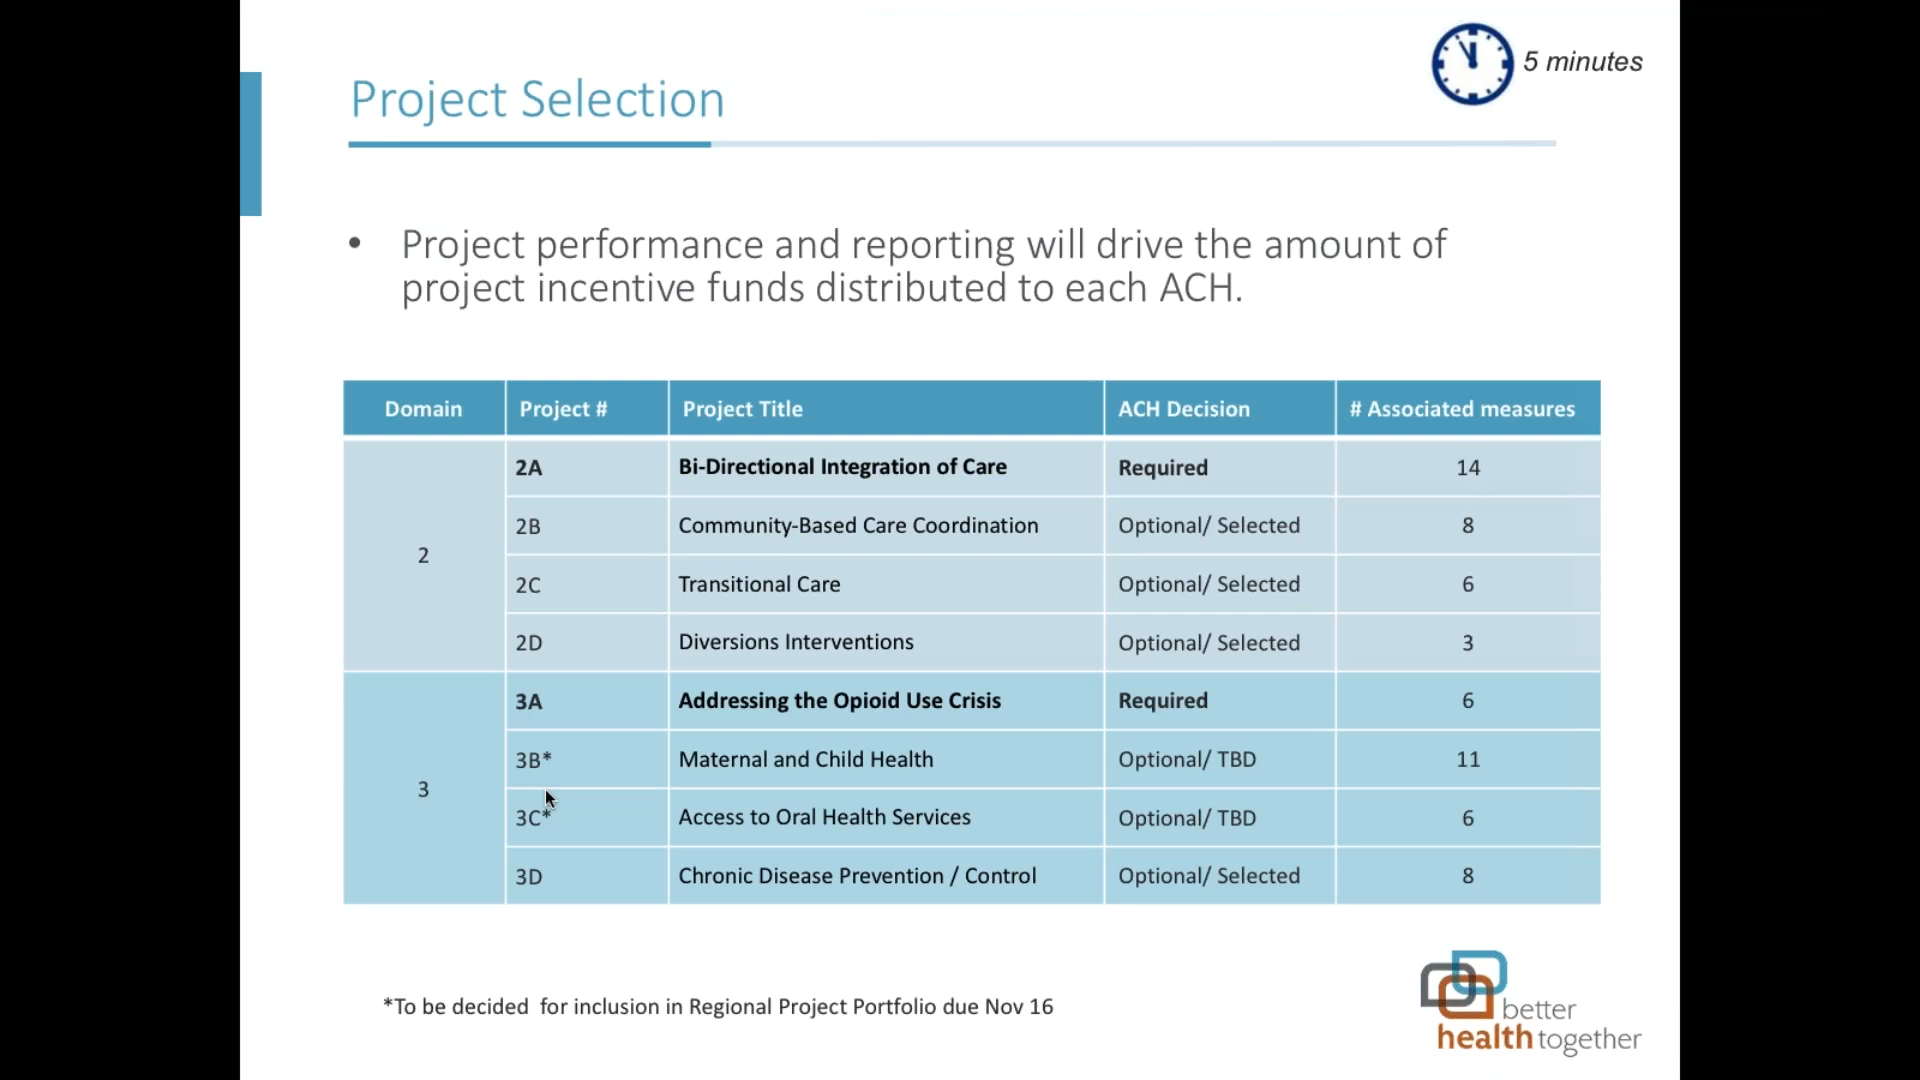 5 minutes
Project Selection
• Project performance and reporting will drive the amount of
project incentive funds distributed to each ACH.
Domain Project # Project Title ACH Decision # Associated measures
2
2A Bi-Directional Integration of Care Required 14
2B Community-Based Care Coordination Optional/ Selected 8
2C Transitional Care Optional/ Selected 6
2D Diversions Interventions Optional/ Selected 3
3
3A Addressing the Opioid Use Crisis Required 6
3B* Maternal and Child Health Optional/ TBD 11
3C* Access to Oral Health Services Optional/ TBD 6
3D Chronic Disease Prevention / Control Optional/ Selected 8
*To be decided for inclusion in Regional Project Portfolio due Nov 16
better
health together